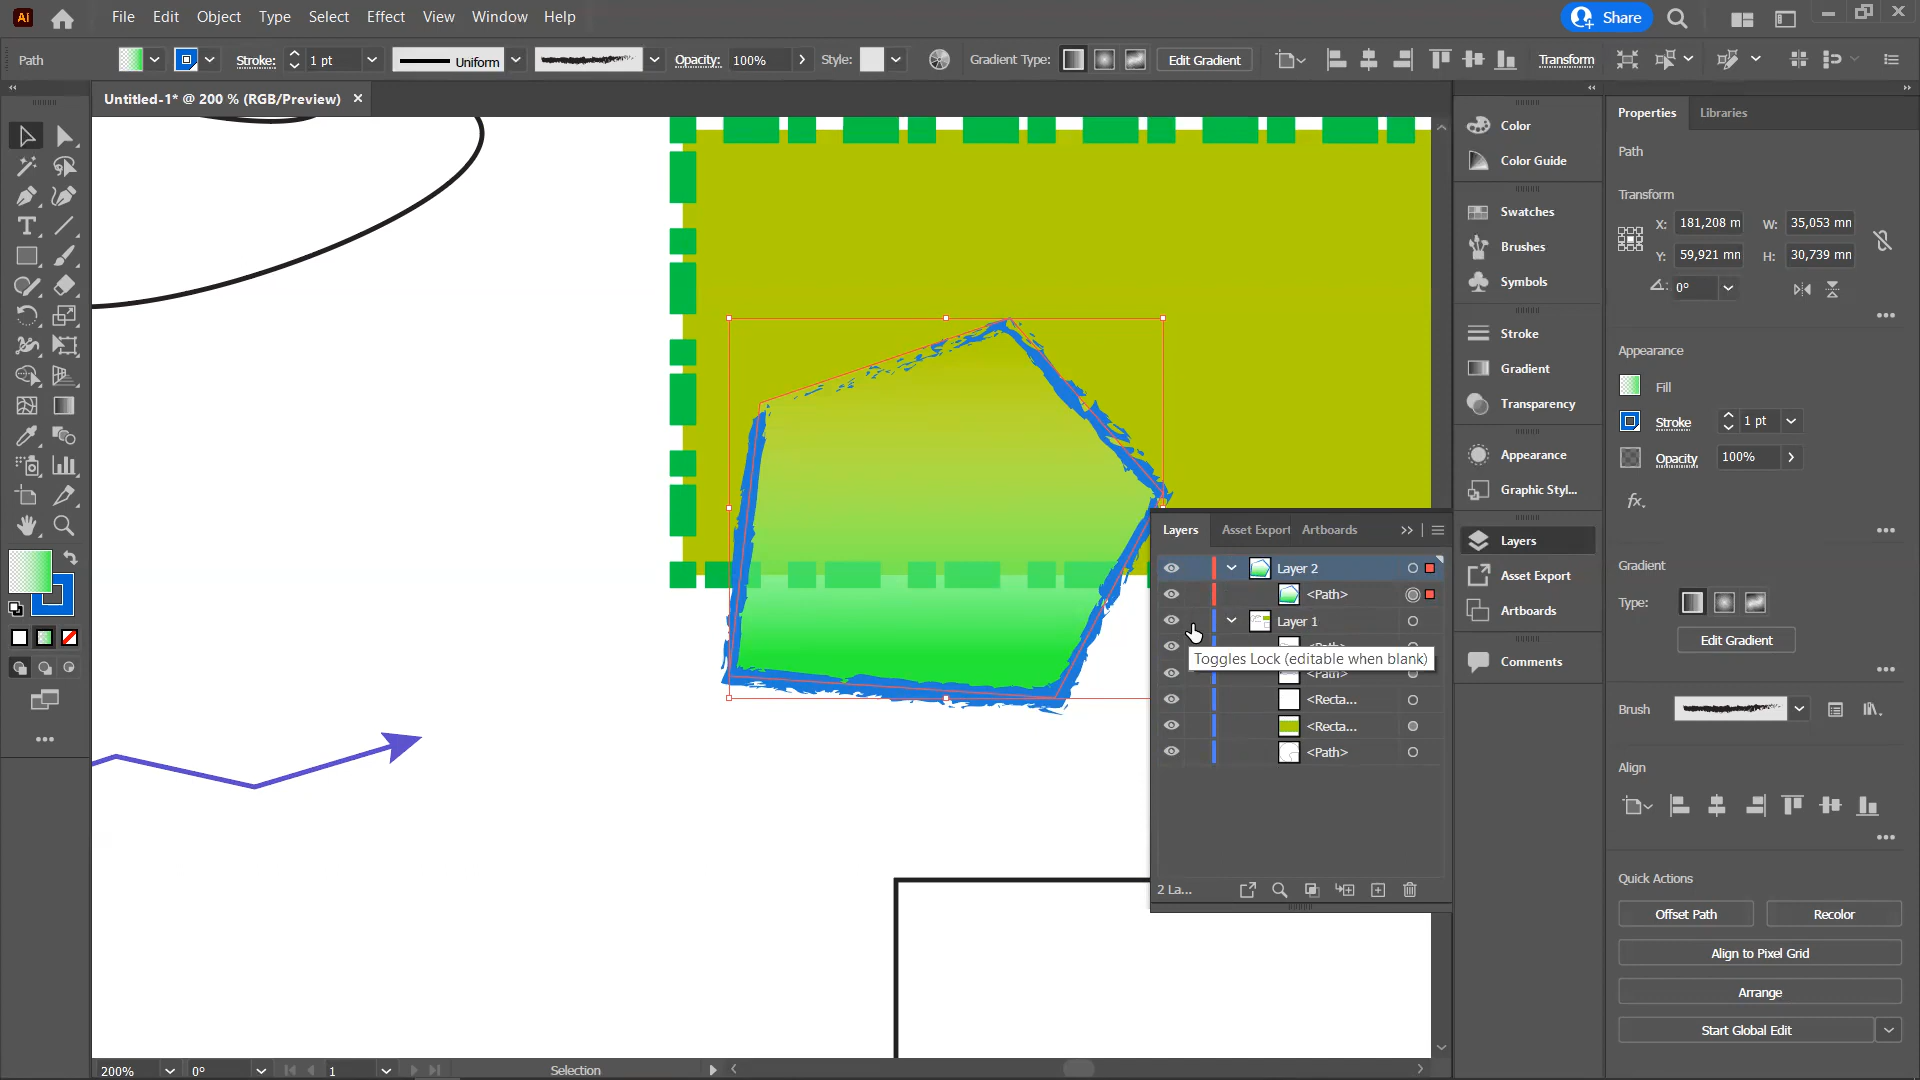 Ai
File
Edit
Object
Type
Select
Effect
View
Window
Help
Share
Path
Stroke:
1 pt
Uniform
Opacity:
100%
Style:
Gradient Type:
Edit Gradient
Transform
Untitled-1* @ 200 % (RGB/Preview)
Color
Color Guide
Swatches
Brushes
Symbols
Stroke
Gradient
Transparency
Appearance
Graphic Styl...
Layers
Asset Export
Artboards
Comments
Properties
Libraries
Path
Transform
X:
181,208 m
W:
35,053 mm
Y:
59,921 mm
H:
30,739 mm
0°
Appearance
Fill
Stroke
1 pt
Opacity
100%
fx.
Gradient
Type:
Edit Gradient
Brush
Align
Quick Actions
Offset Path
Recolor
Align to Pixel Grid
Arrange
Start Global Edit
Layers
Asset Export
Artboards
Layer 2
<Path>
Layer 1
Toggles Lock (editable when blank)
<Recta...
<Recta...
<Path>
2 La...
200%
0°
1
Selection